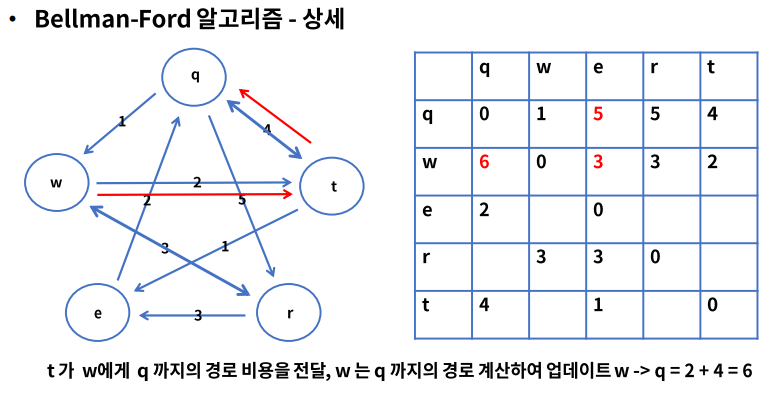 • Bellman-Ford 알고리즘 - 상세
q
1
4
w
2
t
2
5
3
1
e
3
r
q w e r t
q 0 1 5 5 4
w 6 0 3 3 2
e 2 0
r 3 3 0
t 4 1 0
t 가 w에게 q 까지의 경로 비용을 전달, w 는 q 까지의 경로 계산하여 업데이트 w -> q = 2 + 4 = 6